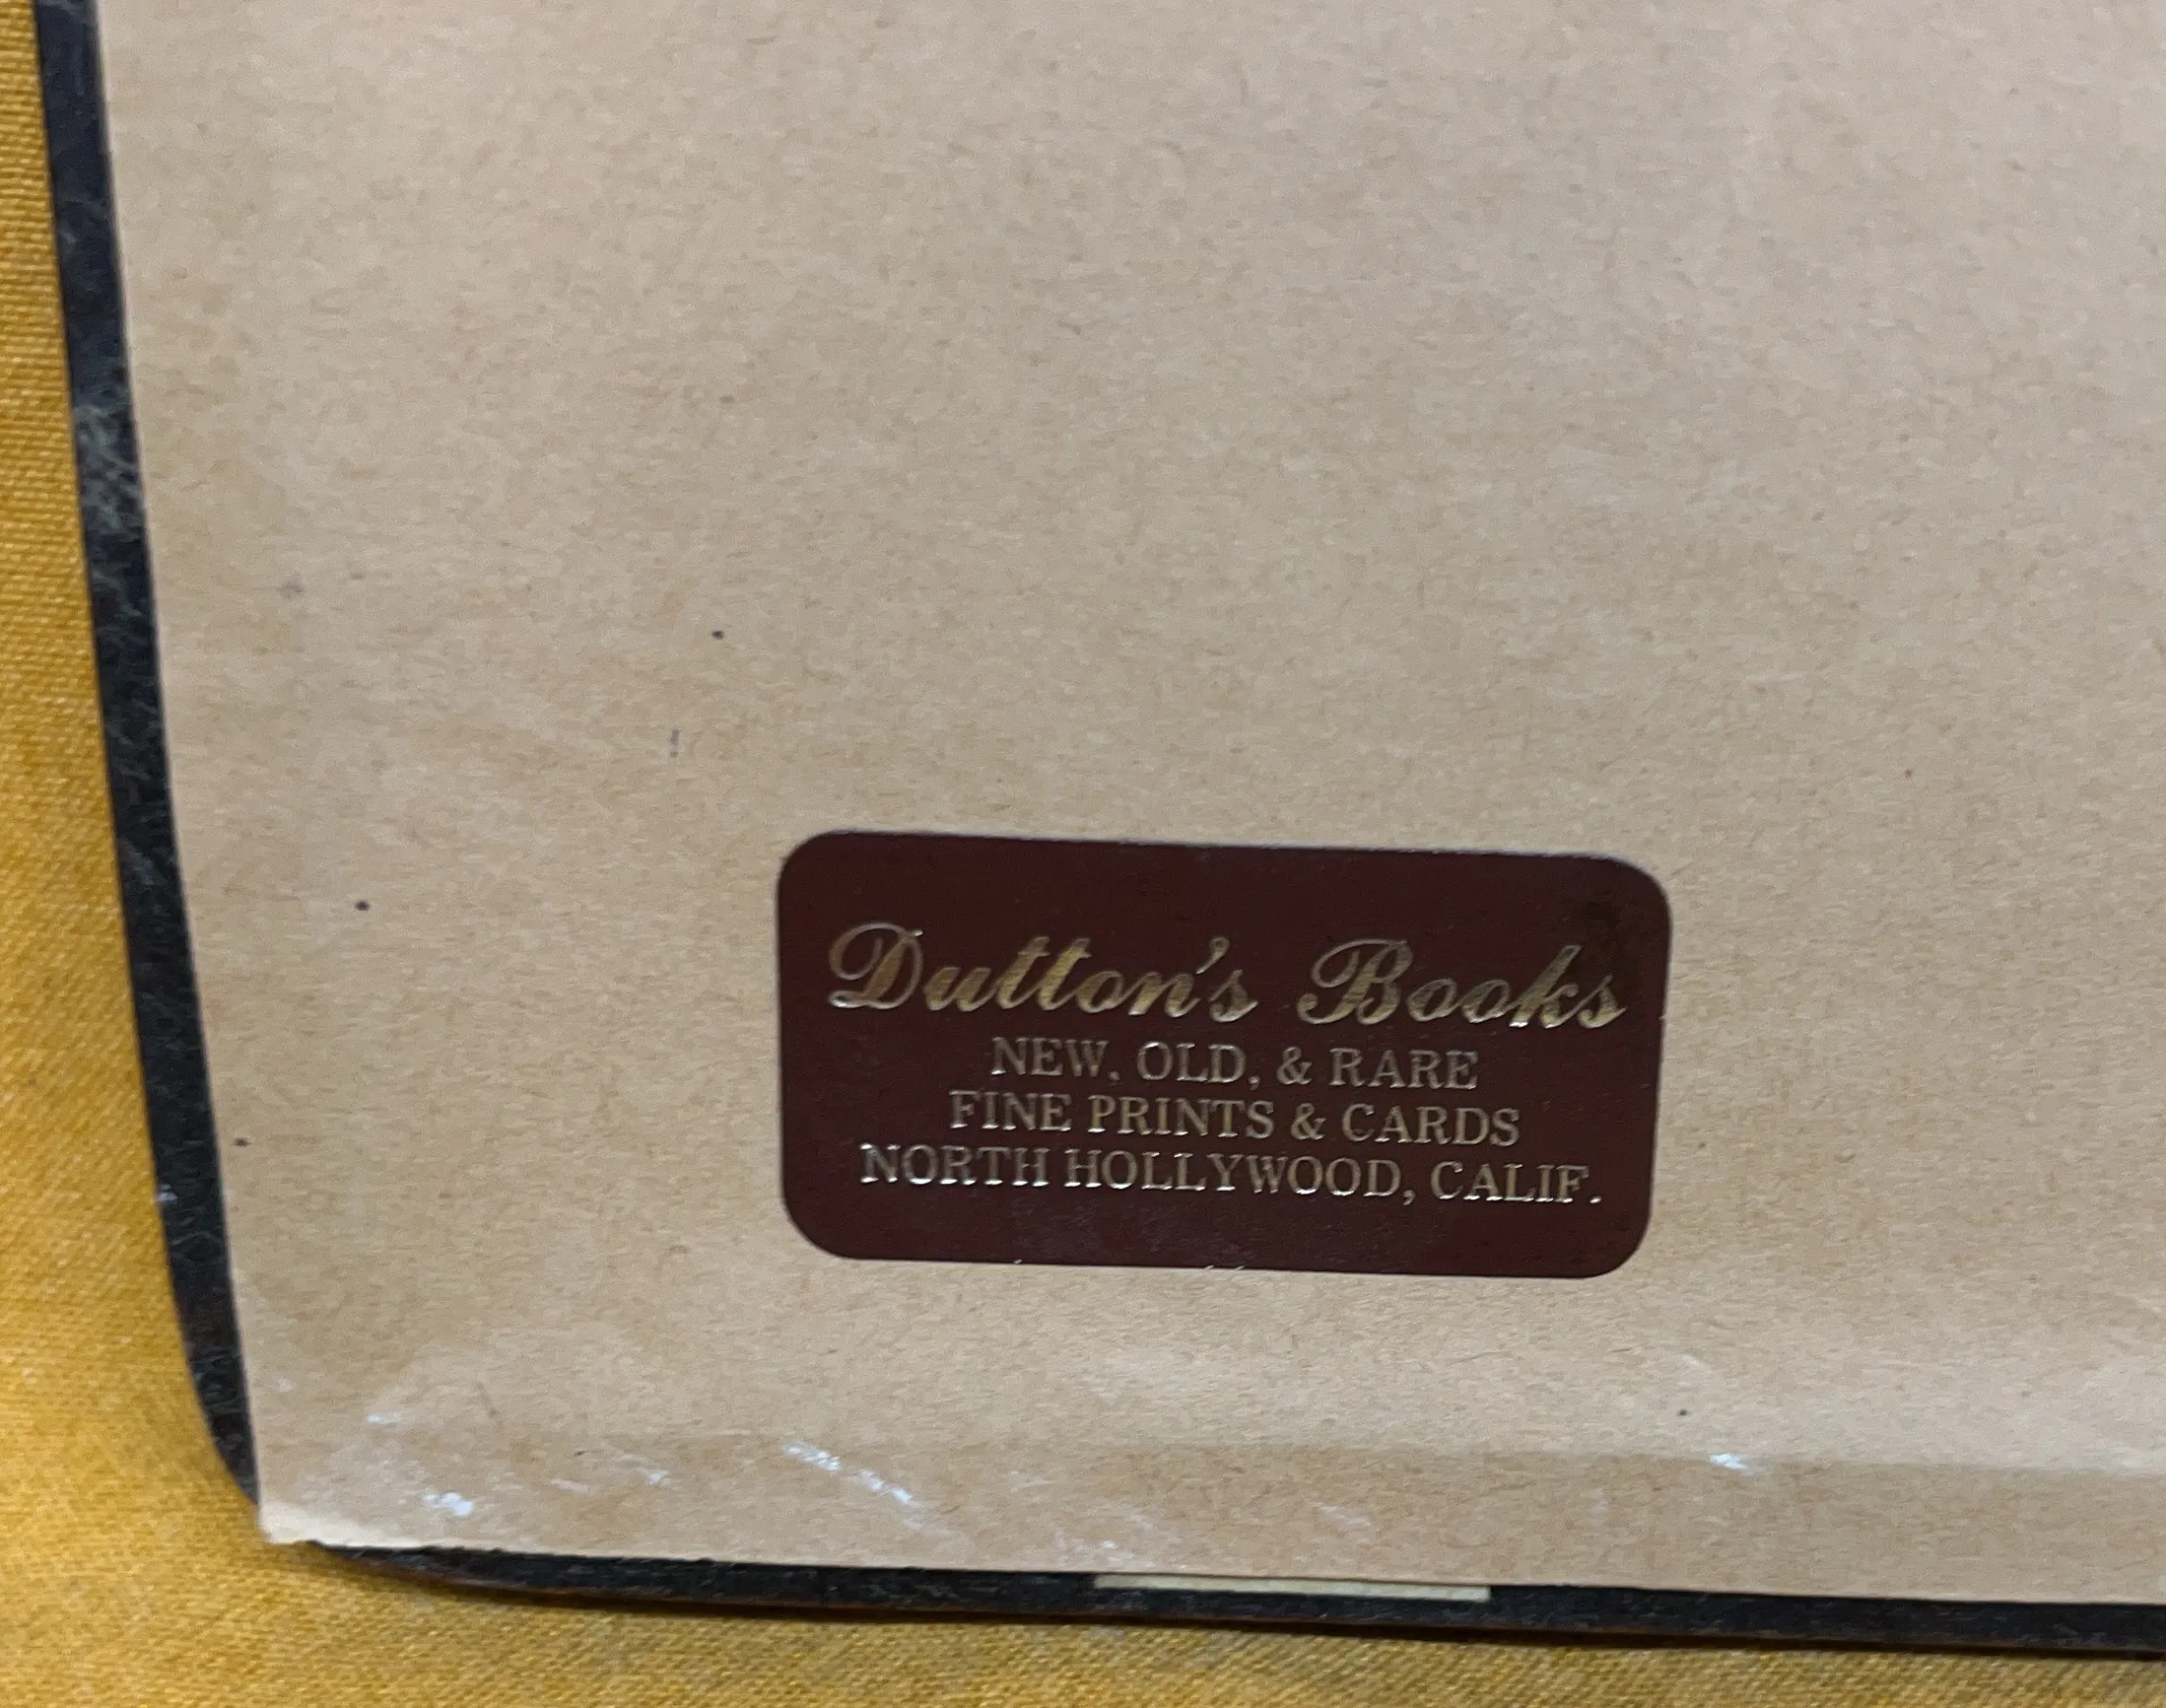 Dutton's Books
NEW, OLD, & RARE
FINE PRINTS & CARDS
NORTH HOLLYWOOD, CALIF.